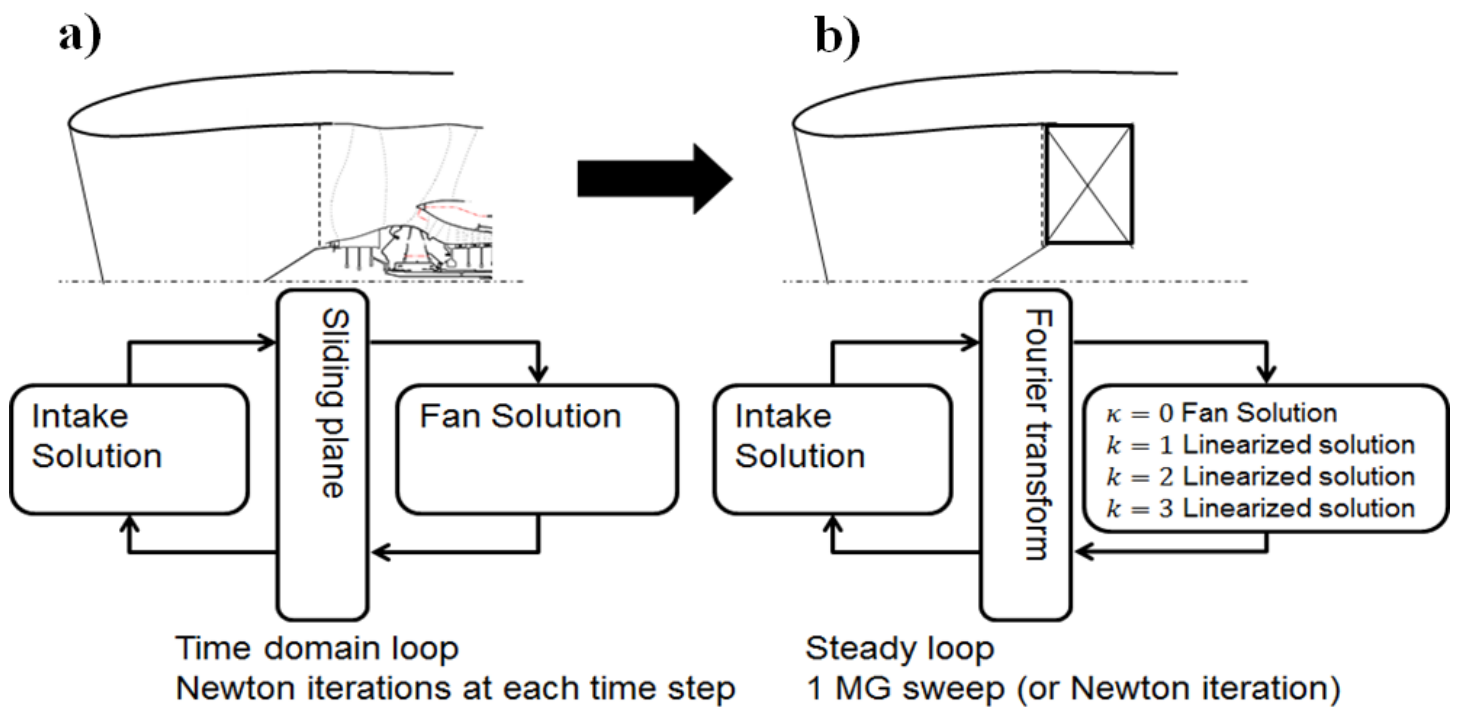 a)
b)
Sliding plane
Intake
Solution
Fan Solution
Time domain loop
Newton iterations at each time step
Fourier transform
Intake
Solution
κ = 0 Fan Solution
k = 1 Linearized solution
k = 2 Linearized solution
k = 3 Linearized solution
Steady loop
1 MG sweep (or Newton iteration)